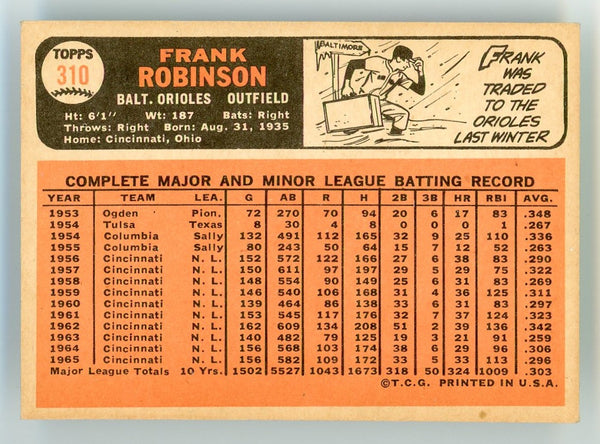 TOPPS
310
FRANK
ROBINSON
BALT. ORIOLES OUTFIELD
Ht: 6'1" Wt: 187 Bats: Right
Throws: Right Born: Aug. 31, 1935
Home: Cincinnati, Ohio
BALTIMORE
FRANK
WAS
TRADED
TO THE
ORIOLES
LAST WINTER
COMPLETE MAJOR AND MINOR LEAGUE BATTING RECORD
YEAR TEAM LEA. G AB R H 2B 3B HR RBI AVG.
1953 Ogden Pion. 72 270 70 94 20 6 17 83 .348
1954 Tulsa Texas 8 30 4 8 0 0 0 1 .267
1954 Columbia Sally 132 491 112 165 32 9 25 110 .336
1955 Columbia Sally 80 243 50 64 15 7 12 52 .263
1956 Cincinnati N. L. 152 572 122 166 27 6 38 83 .290
1957 Cincinnati N. L. 150 611 97 197 29 5 29 75 .322
1958 Cincinnati N. L. 148 554 90 149 25 6 31 83 .269
1959 Cincinnati N. L. 146 540 106 168 31 4 36 125 .311
1960 Cincinnati N. L. 139 464 86 138 33 6 31 83 .297
1961 Cincinnati N. L. 153 545 117 176 32 7 37 124 .323
1962 Cincinnati N. L. 162 609 134 208 51 2 39 136 .342
1963 Cincinnati N. L. 140 482 79 125 19 3 21 91 .259
1964 Cincinnati N. L. 156 568 103 174 38 6 29 96 .306
1965 Cincinnati N. L. 156 582 109 172 33 5 33 113 .296
Major League Totals 10 Yrs. 1502 5527 1043 1673 318 50 324 1009 .303
©T.C.G. PRINTED IN U.S.A.